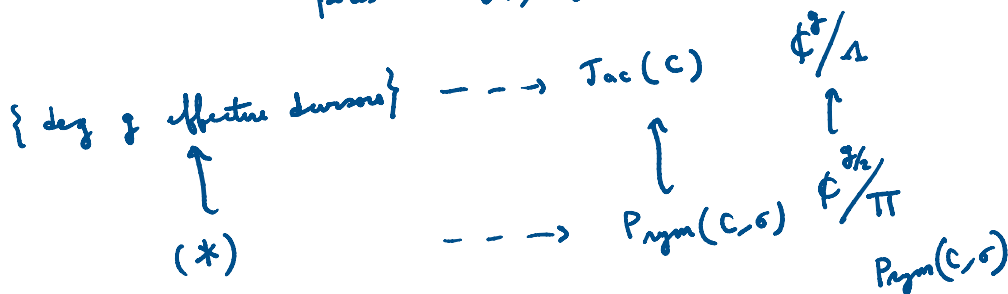 { deg g effective divisors} ---> Jac(C) ℂ^g/Λ
(*) ---> Prym(C,σ) ℂ^{g/2}/Π
Prym(C,σ)